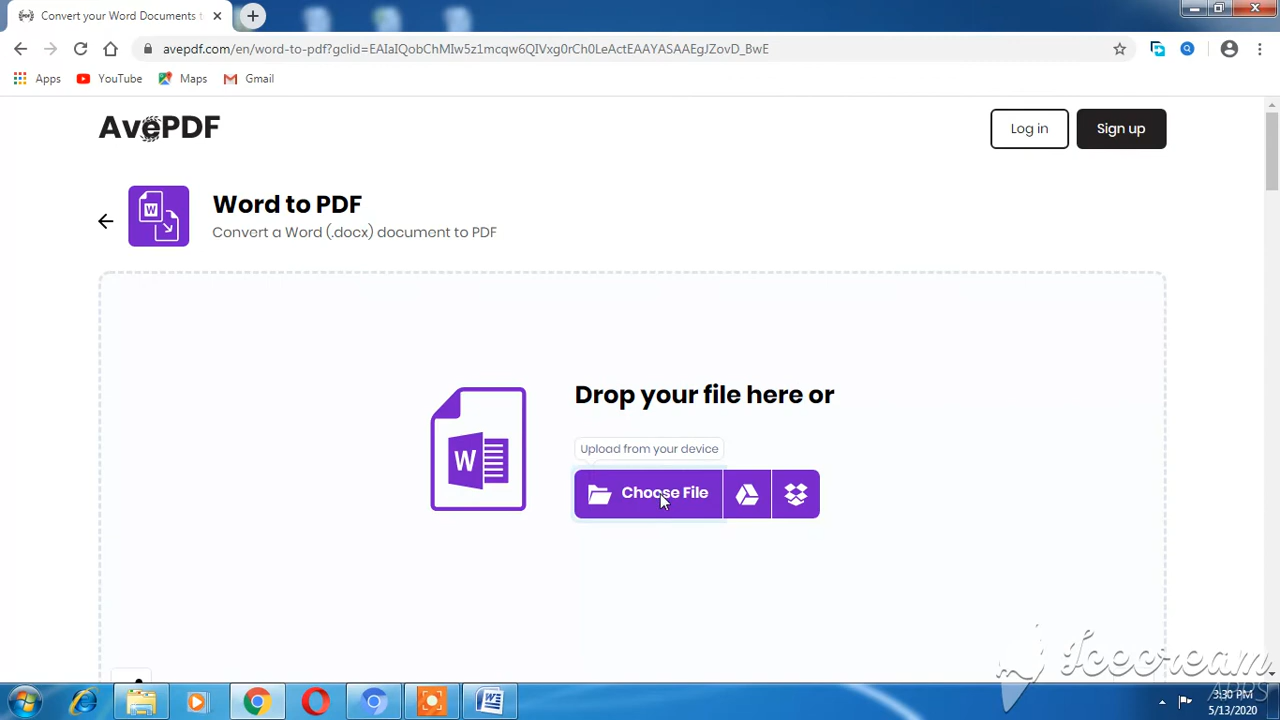 Convert your Word Documents t
avepdf.com/en/word-to-pdf?gclid=EAIaIQobChMIw5z1mcqw6QIVxg0rCh0LeActEAAYASAAEgJZovD_BwE
Apps YouTube Maps Gmail
AvePDF
Log in Sign up
Word to PDF
Convert a Word (.docx) document to PDF
Drop your file here or
Upload from your device
W
Choose File
Icecream
APPS
3:30 PM
5/13/2020